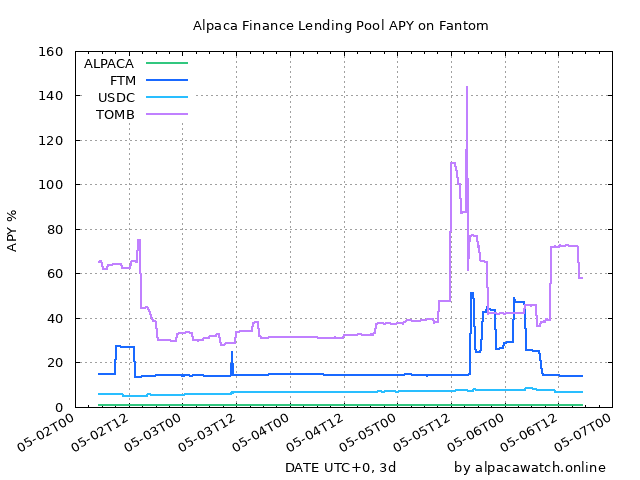 Alpaca Finance Lending Pool APY on Fantom
160
140
120
100
80
60
40
20
0
APY %
ALPACA
FTM
USDC
TOMB
05-02T00
05-02T12
05-03T00
05-03T12
05-04T00
05-04T12
05-05T00
05-05T12
05-06T00
05-06T12
05-07T00
DATE UTC+0, 3d
by alpacawatch.online